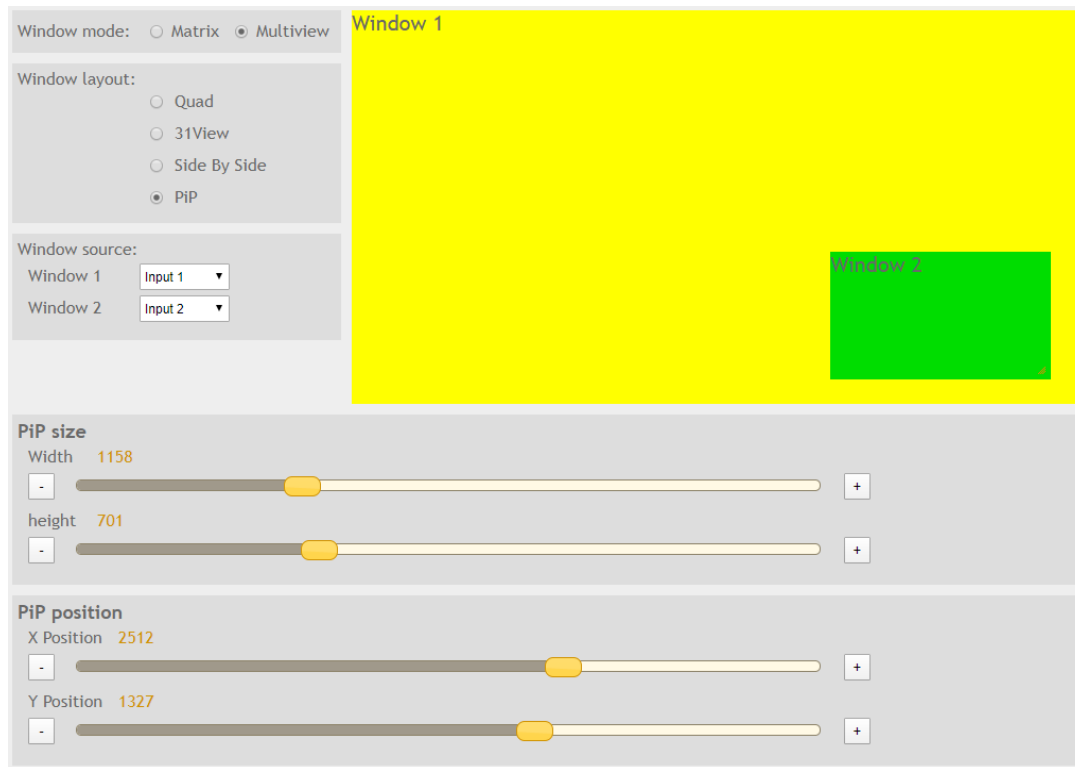 Window mode: Matrix Multiview
Window layout:
Quad
31View
Side By Side
PiP
Window source:
Window 1 Input 1
Window 2 Input 2
Window 1
Window 2
PiP size
Width 1158
- +
height 701
- +
PiP position
X Position 2512
- +
Y Position 1327
- +